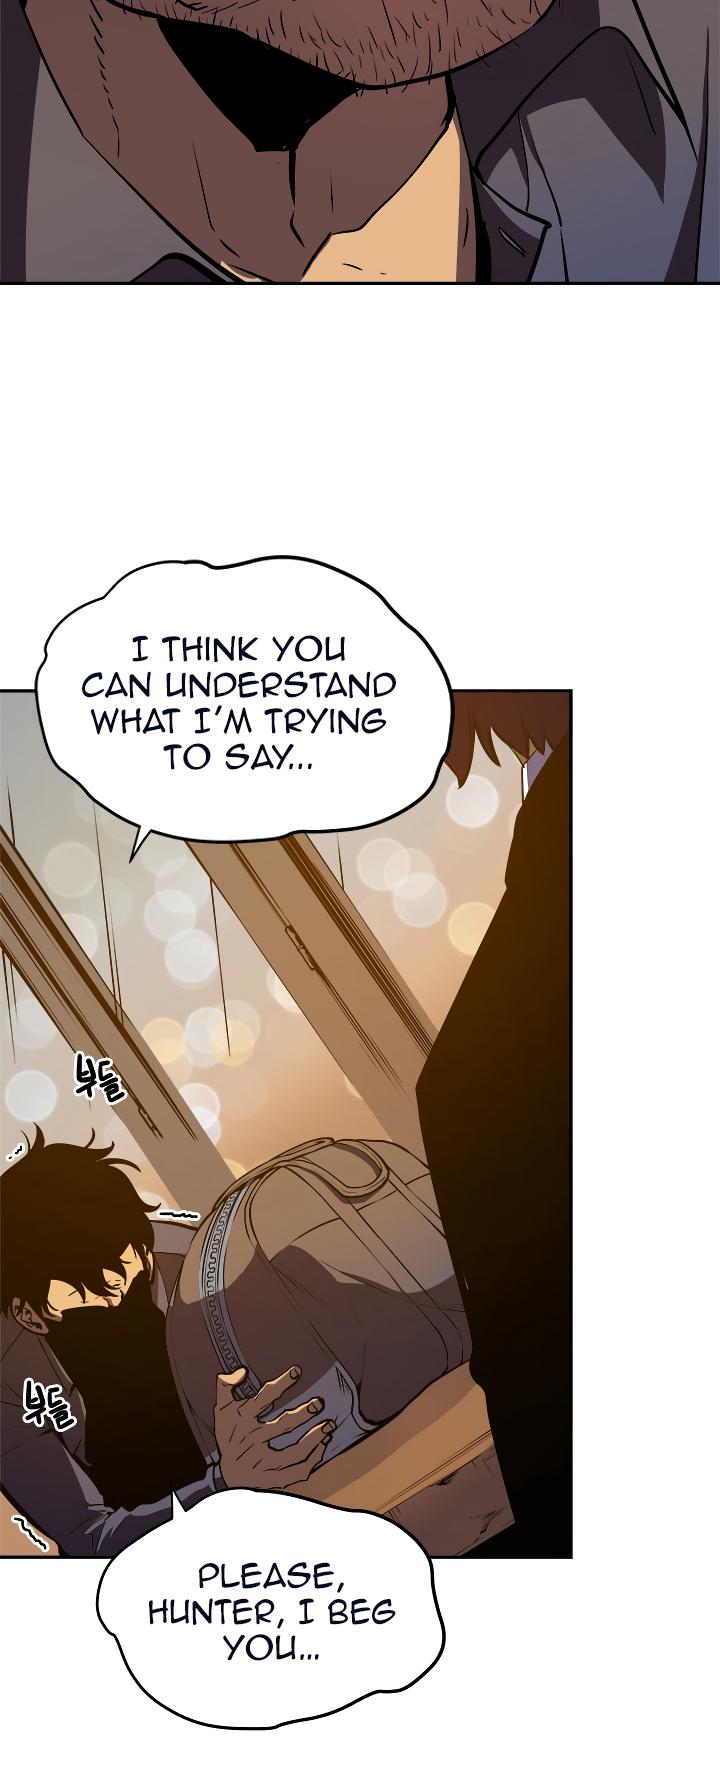 I THINK YOU
CAN UNDERSTAND
WHAT I'M TRYING
TO SAY...
부들
부들
PLEASE,
HUNTER, I BEG
YOU...